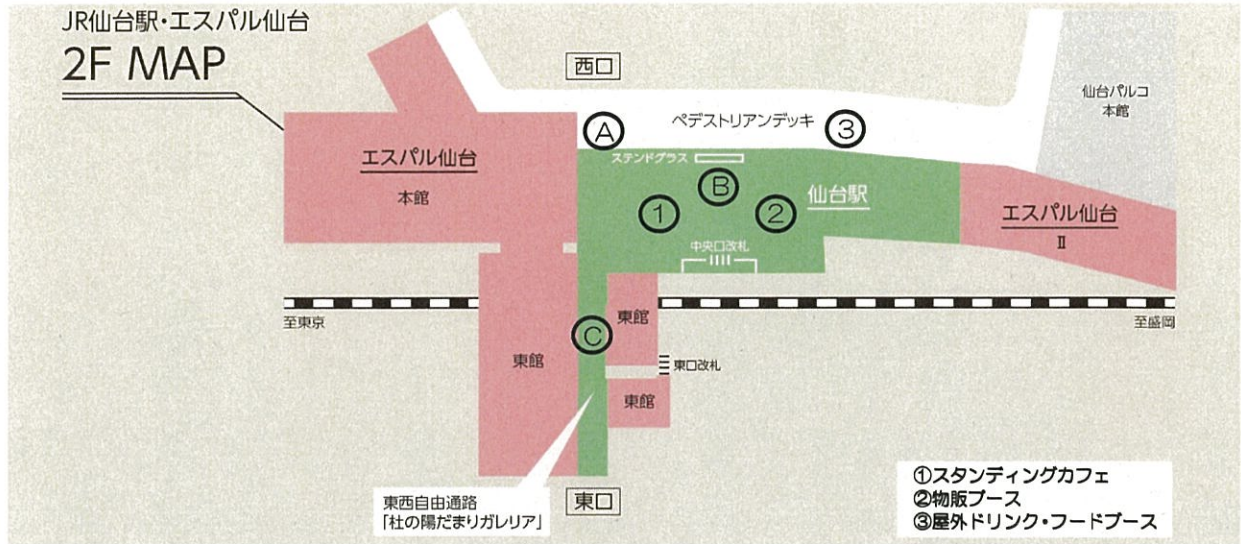 JR仙台駅・エスパル仙台
2F MAP
西口
仙台パルコ
本館
ペデストリアンデッキ
A
③
ステンドグラス
エスパル仙台
本館
B
①
②
仙台駅
エスパル仙台
Ⅱ
中央口改札
至東京
至盛岡
C
東館
東館
東口改札
東館
東西自由通路
「杜の陽だまりガレリア」
東口
①スタンディングカフェ
②物販ブース
③屋外ドリンク・フードブース